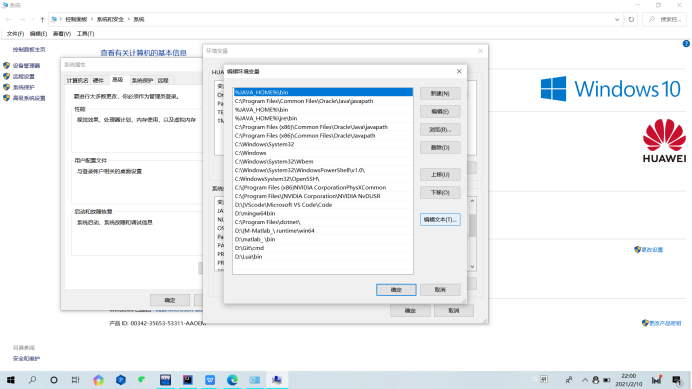 系统
控制面板 › 系统和安全 › 系统
搜索控...
文件(F) 编辑(E) 查看(V) 工具(T)
控制面板主页
设备管理器
远程设置
系统保护
高级系统设置
查看有关计算机的基本信息
系统属性
计算机名 硬件 高级 系统保护 远程
要进行大多数更改，你必须作为管理员登录。
性能
视觉效果，处理器计划，内存使用，以及虚拟内存
用户配置文件
与登录帐户相关的桌面设置
启动和故障恢复
系统启动、系统故障和调试信息
确定
环境变量
编辑环境变量
%JAVA_HOME%\bin
C:\Program Files\Common Files\Oracle\Java\javapath
%JAVA_HOME%\bin
%JAVA_HOME%\jre\bin
C:\Program Files (x86)\Common Files\Oracle\Java\javapath
C:\Program Files (x86)\Common Files\Oracle\Java\javapath
C:\Windows\System32
C:\Windows
C:\Windows\System32\Wbem
C:\Windows\System32\WindowsPowerShell\v1.0\
C:\WindowsSystem32\OpenSSH\
C:\(Program Files (x86)NVIDIA CorporationPhysXCommon
C:\Program Files\(NVIDIA Corporation\NVIDIA NvDLISR
D:\JVScode\Microsoft VS Code\Code
D:\mingw64bin
C:\Program Files\dotnet\
D:\JM-Matlab_\ runtime\win64
D:\matlab_\bin
D:\Git\cmd
D:\Lua\bin
新建(N)
编辑(E)
浏览(B)...
删除(D)
上移(U)
下移(O)
编辑文本(T)...
确定
取消
确定
取消
Windows 10
HUAWEI
更改设置
更改产品密钥
产品 ID: 00342-35653-53311-AAOEM
另请参阅
安全和维护
22:00
2021/2/10